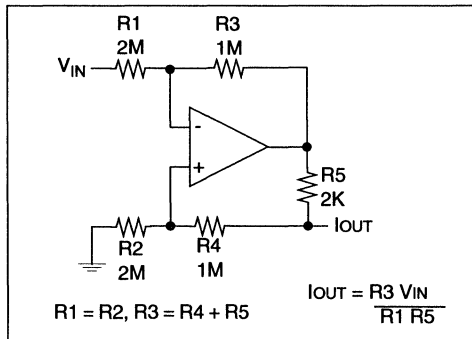 R1
2M
R3
1M
VIN
-
+
R5
2K
IOUT
R2
2M
R4
1M
R1 = R2, R3 = R4 + R5
IOUT = R3 VIN
R1 R5